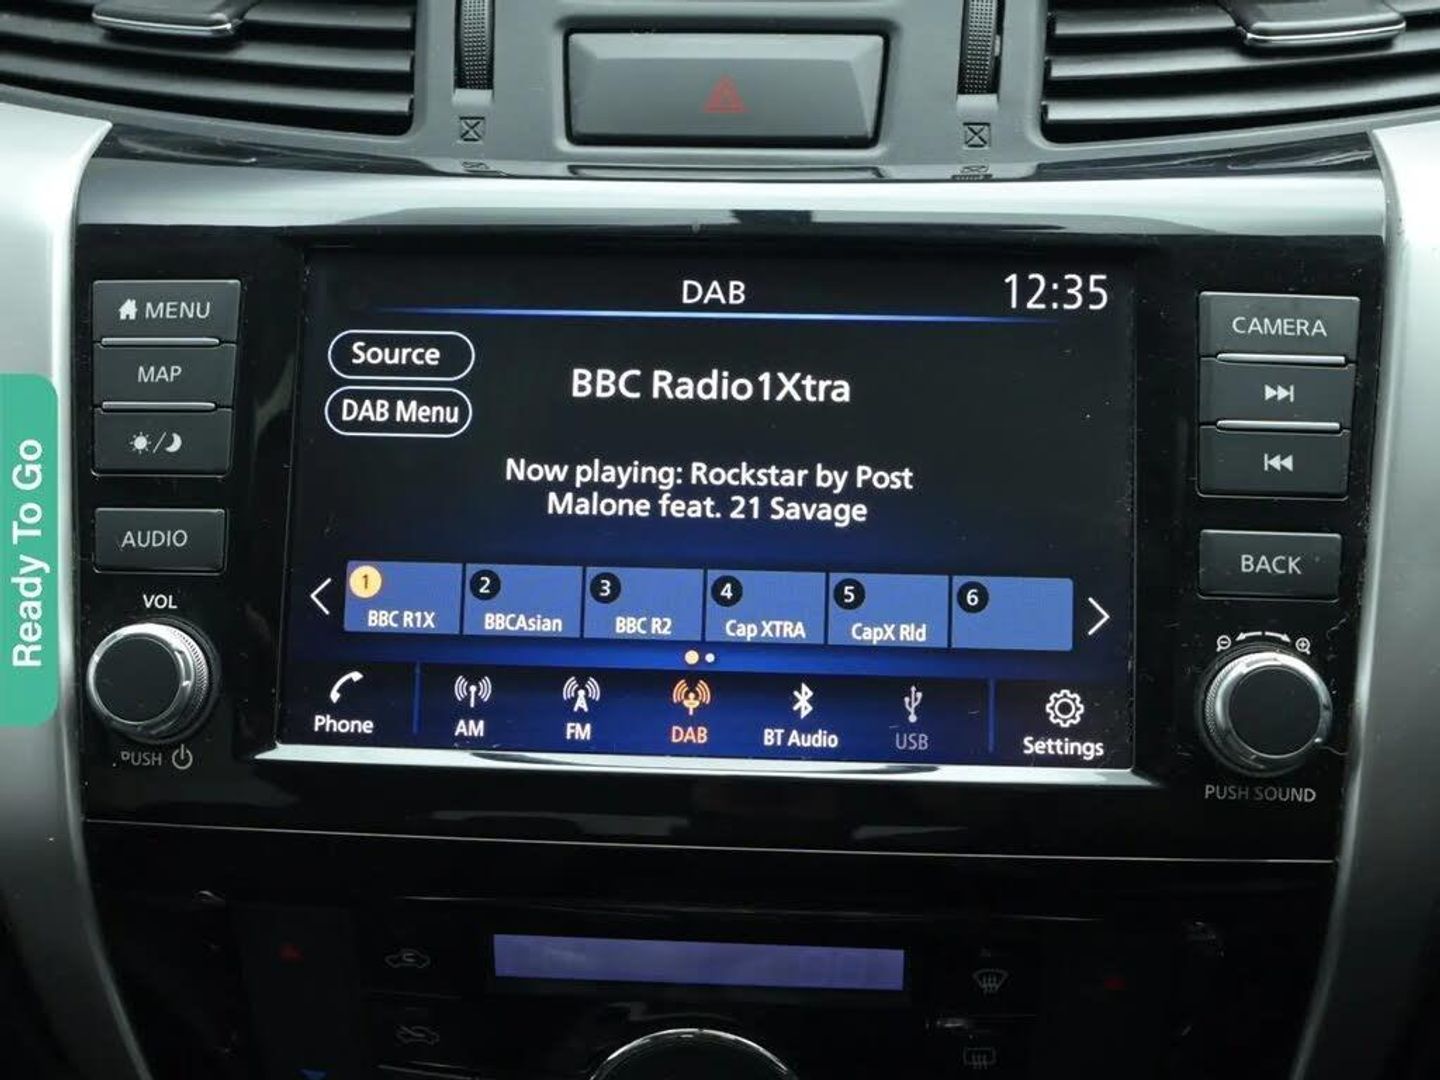 DAB
12:35
MENU
MAP
AUDIO
VOL
PUSH
Source
DAB Menu
BBC Radio1Xtra
Now playing: Rockstar by Post
Malone feat. 21 Savage
1
BBC R1X
2
BBCAsian
3
BBC R2
4
Cap XTRA
5
CapX Rld
6
Phone
AM
FM
DAB
BT Audio
USB
Settings
CAMERA
BACK
PUSH SOUND
Ready To Go